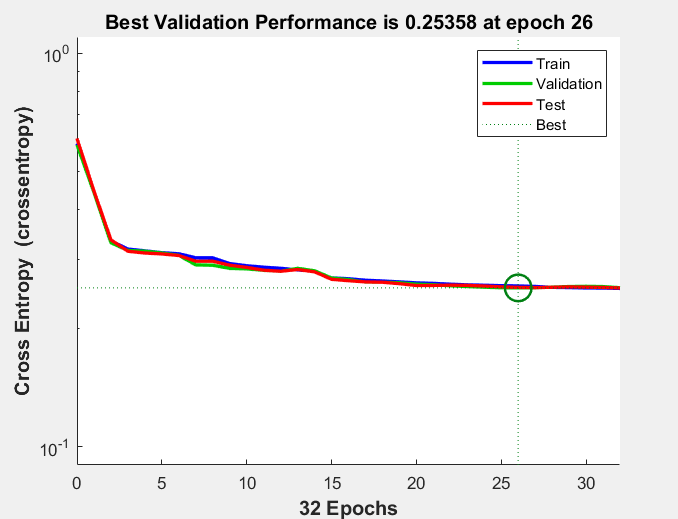 Best Validation Performance is 0.25358 at epoch 26
Cross Entropy (crossentropy)
10^0
10^-1
Train
Validation
Test
Best
0 5 10 15 20 25 30
32 Epochs